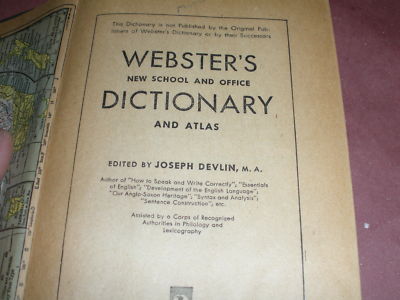 This Dictionary is not Published by the Original Pub-
lishers of Webster's Dictionary or by their Successors
WEBSTER'S
NEW SCHOOL AND OFFICE
DICTIONARY
AND ATLAS
EDITED BY JOSEPH DEVLIN, M. A.
Author of "How to Speak and Write Correctly"; "Essentials
of English"; "Development of the English Language";
"Our Anglo-Saxon Heritage"; "Syntax and Analysis";
"Sentence Construction"; etc.
Assisted by a Corps of Recognized
Authorities in Philology and
Lexicography